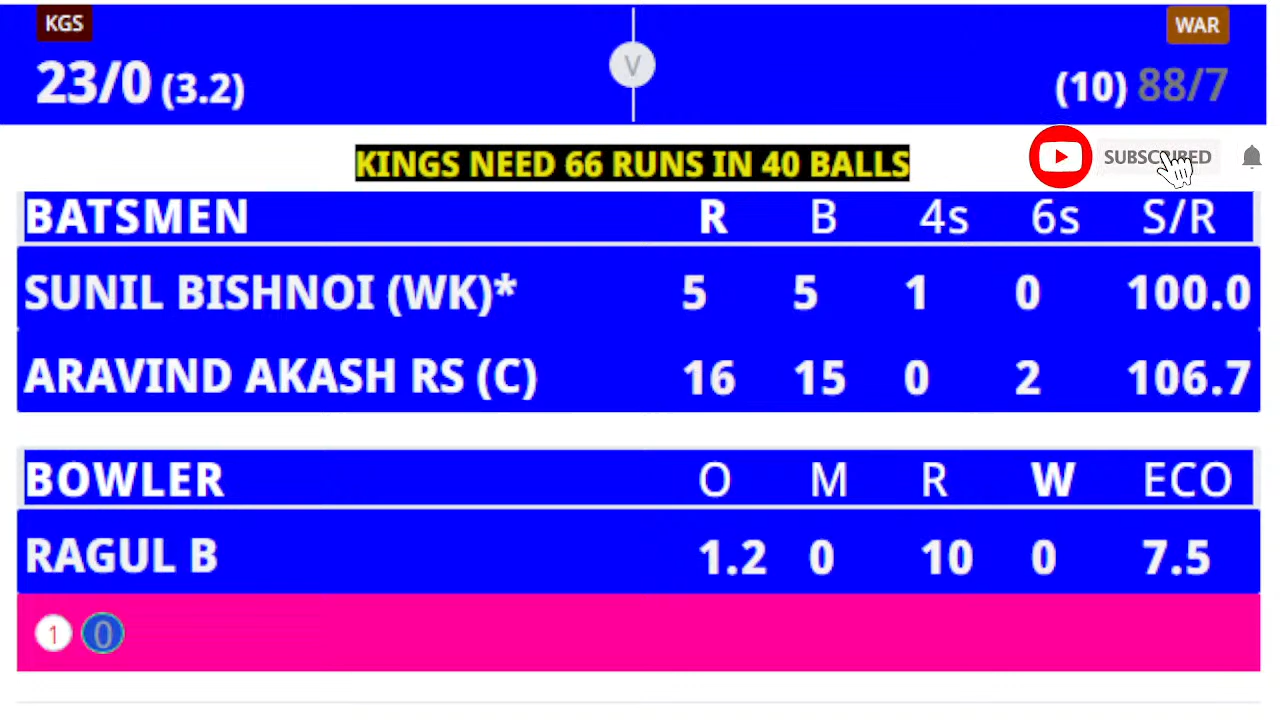 KGS
WAR
23/0 (3.2)
V
(10) 88/7
KINGS NEED 66 RUNS IN 40 BALLS
SUBSCRIBED
BATSMEN R B 4s 6s S/R
SUNIL BISHNOI (WK)* 5 5 1 0 100.0
ARAVIND AKASH RS (C) 16 15 0 2 106.7
BOWLER O M R W ECO
RAGUL B 1.2 0 10 0 7.5
1 0